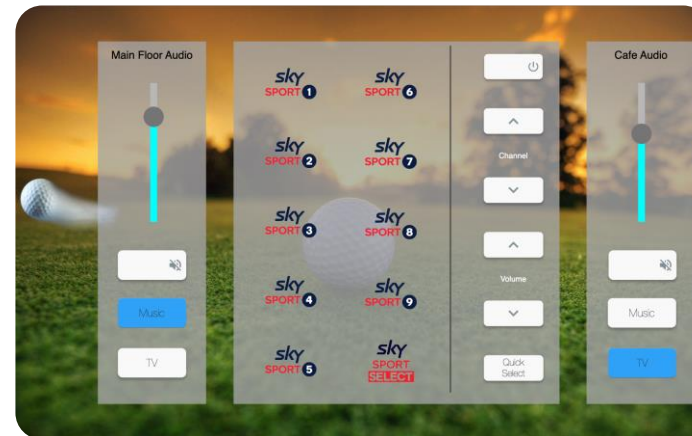 Main Floor Audio
Music
TV
sky
SPORT 1
sky
SPORT 2
sky
SPORT 3
sky
SPORT 4
sky
SPORT 5
sky
SPORT 6
sky
SPORT 7
sky
SPORT 8
sky
SPORT 9
sky
SPORT
SELECT
Channel
Volume
Quick
Select
Cafe Audio
Music
TV